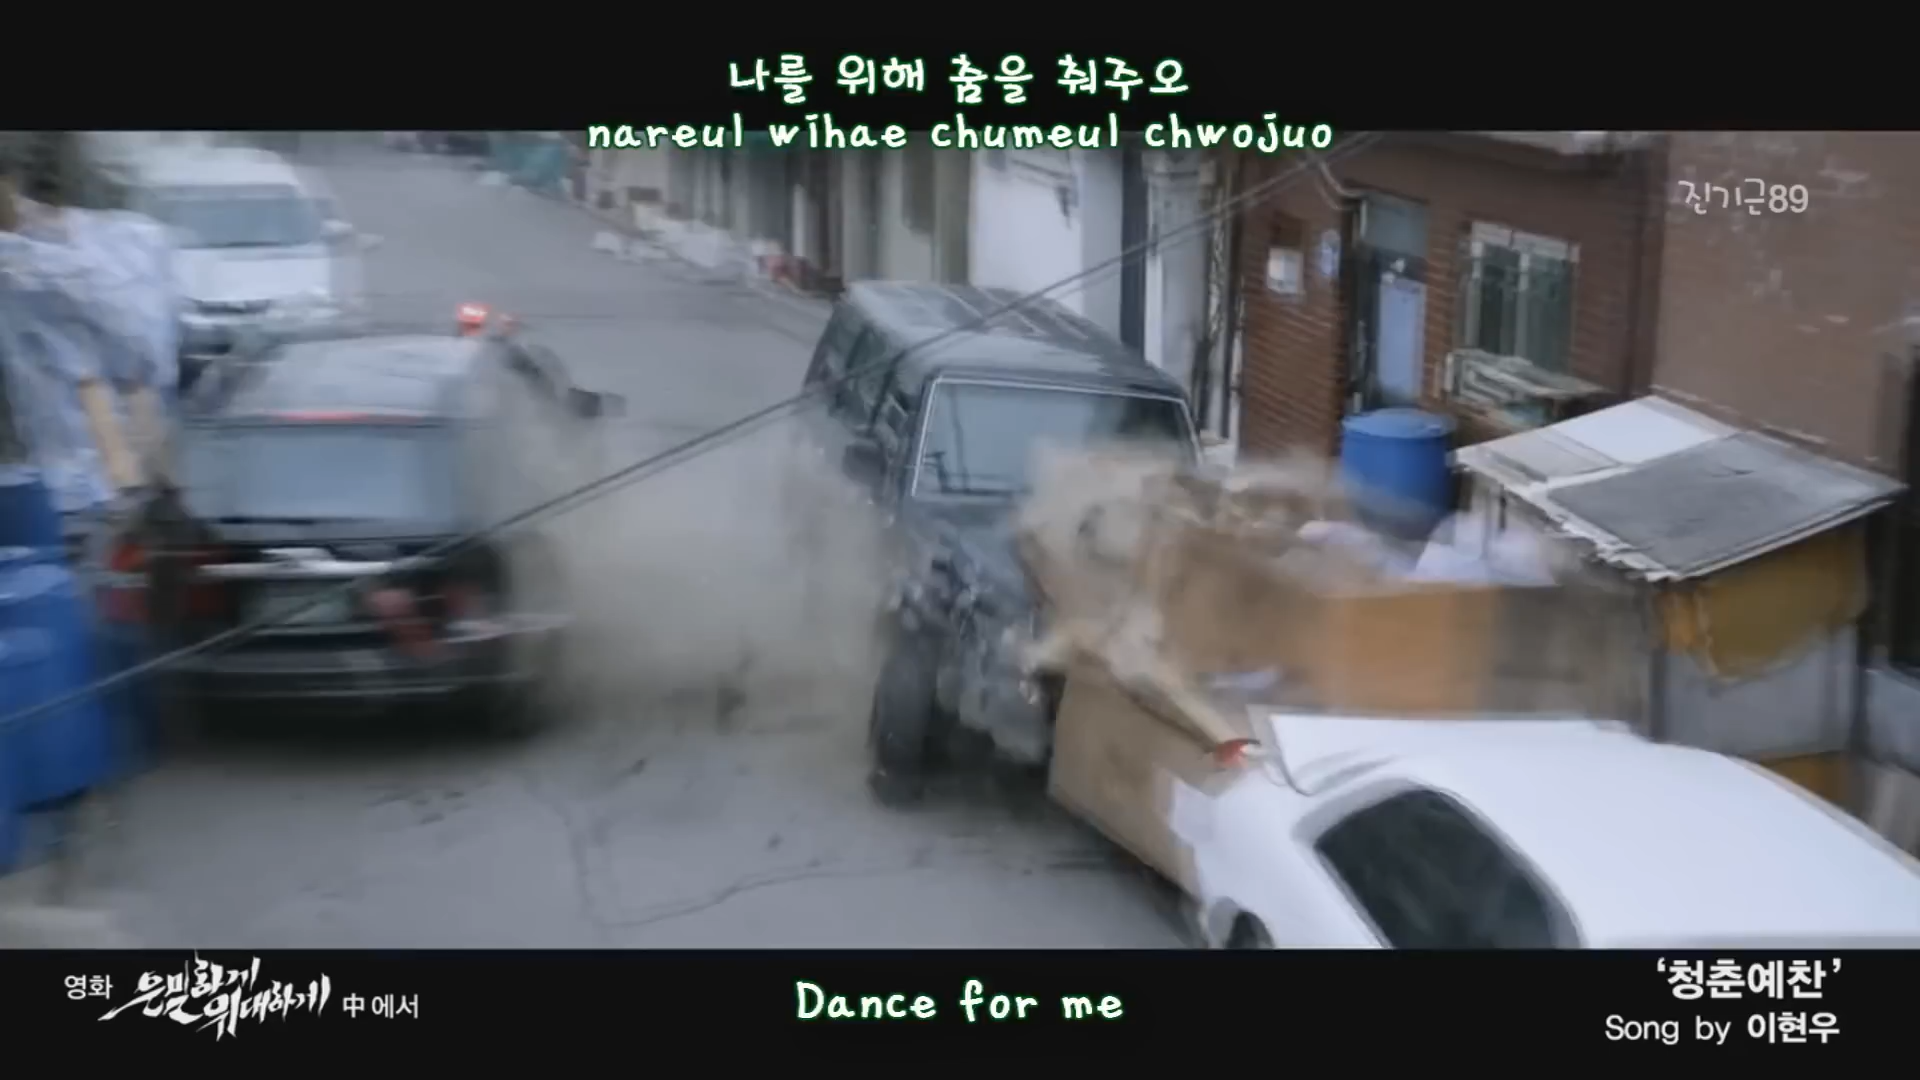 나를 위해 춤을 춰주오
nareul wihae chumeul chwojuo
진기근89
영화 은밀하게 위대하게 中에서
Dance for me
‘청춘예찬’
Song by 이현우